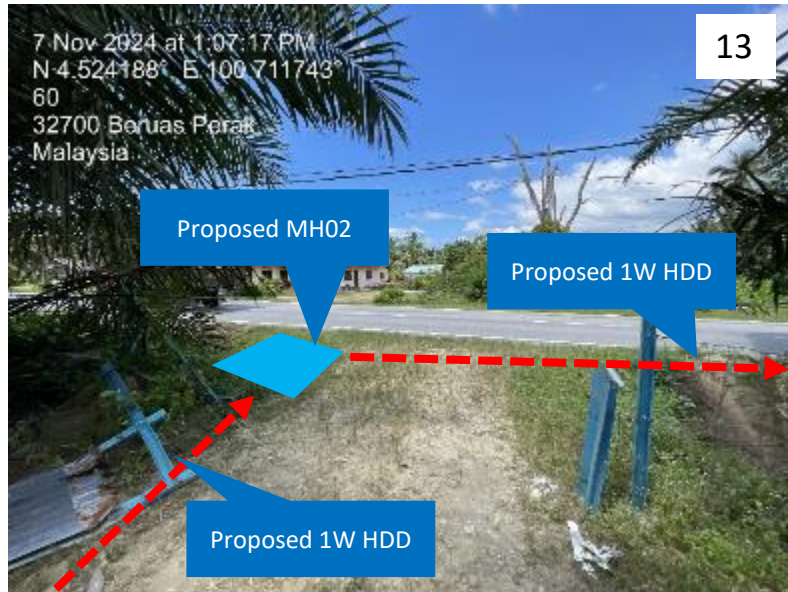 7 Nov 2024 at 1:07:17 PM
N 4.524188°, E 100.711743°
60
32700 Beruas Perak
Malaysia
13
Proposed MH02
Proposed 1W HDD
Proposed 1W HDD